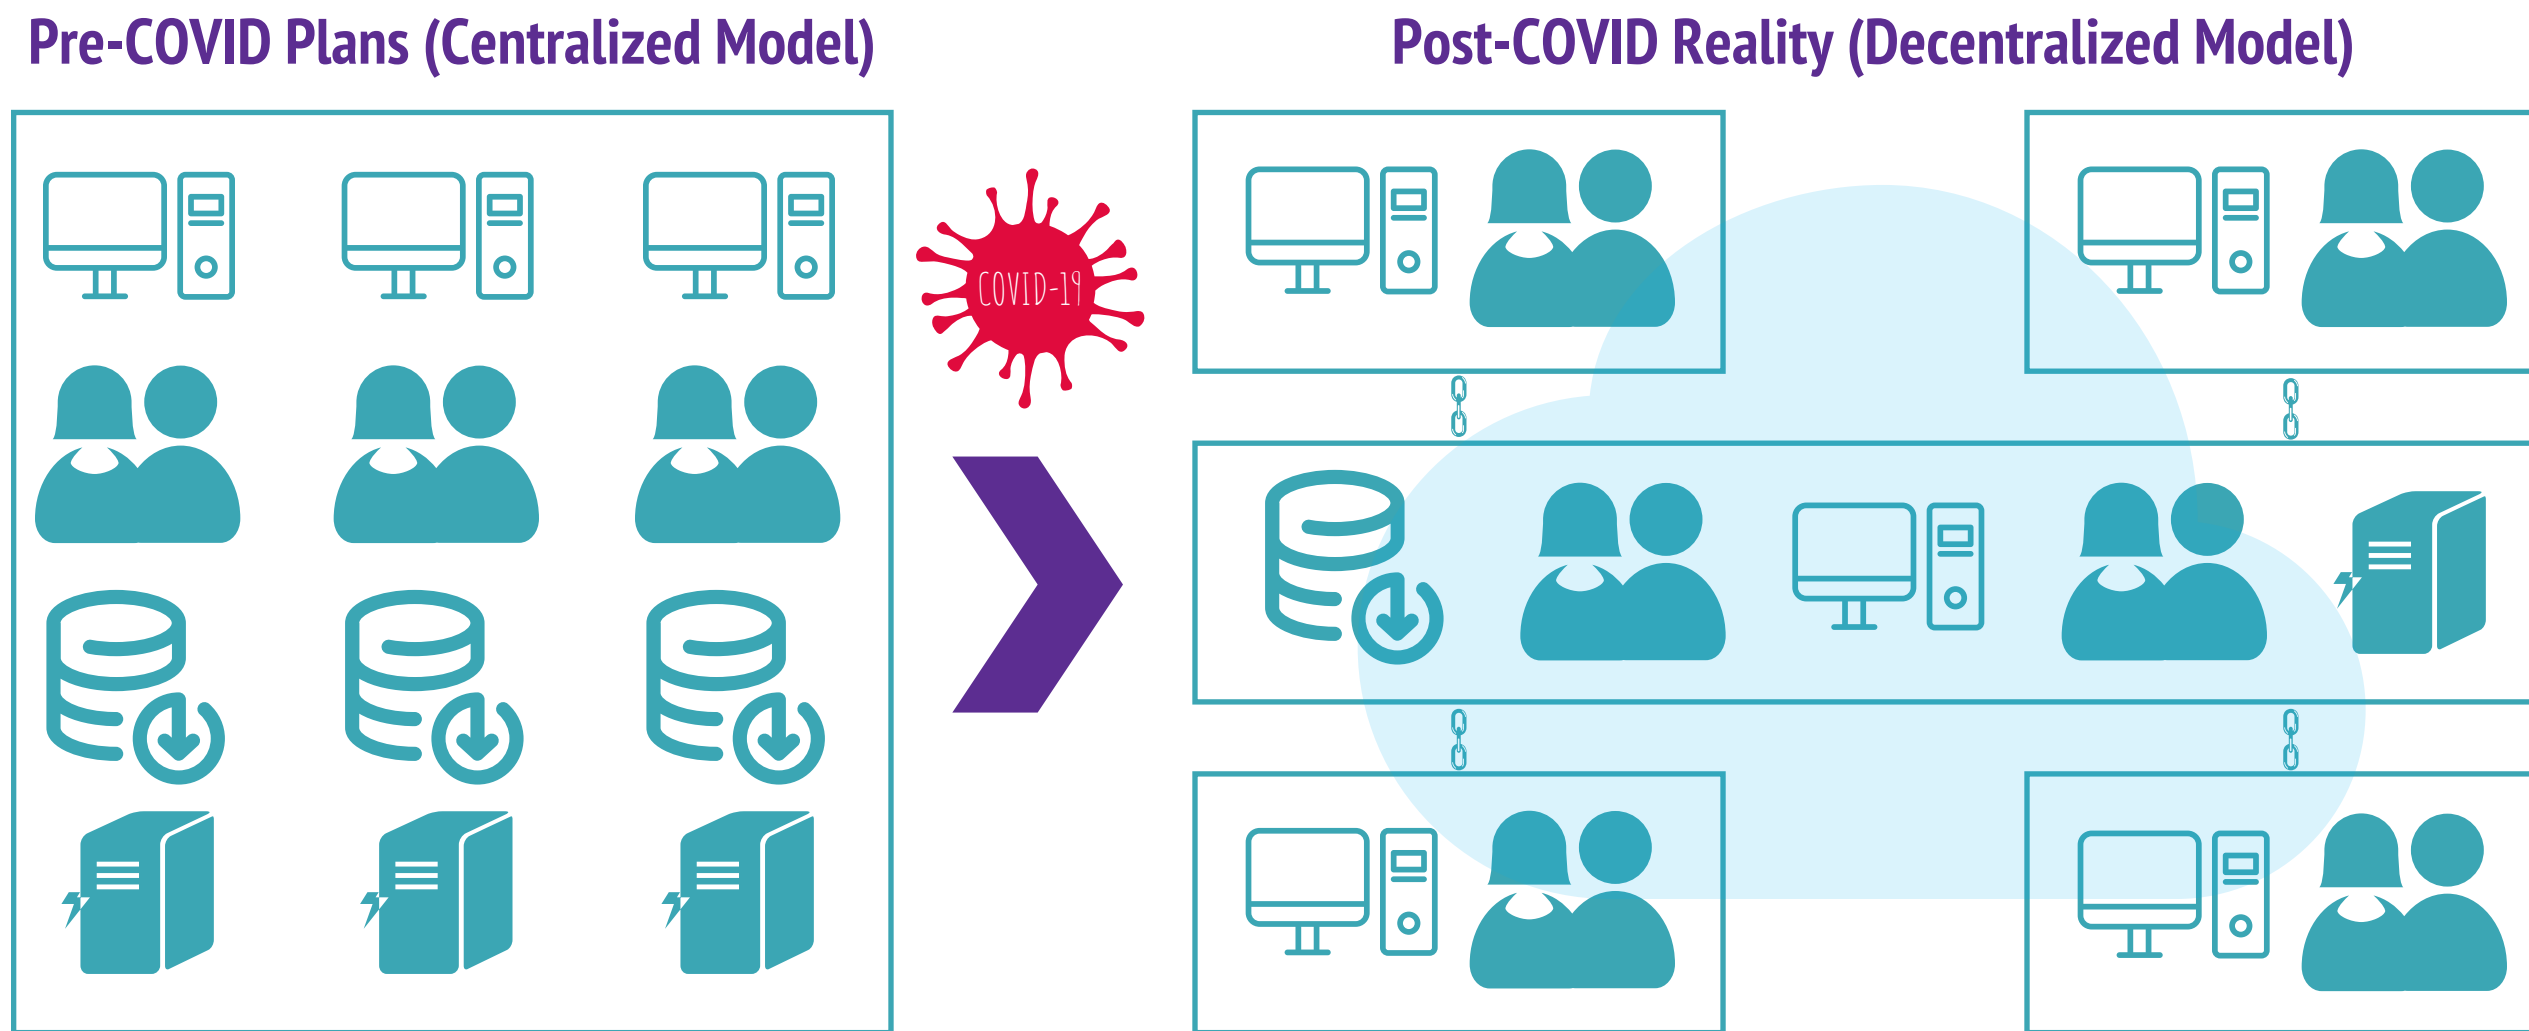 Pre-COVID Plans (Centralized Model)
Post-COVID Reality (Decentralized Model)
COVID-19